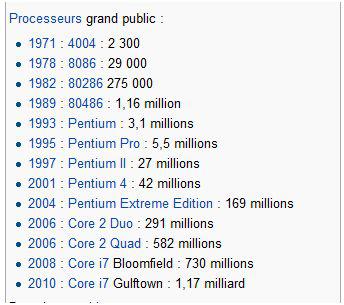 Processeurs grand public :
1971 : 4004 : 2 300
1978 : 8086 : 29 000
1982 : 80286 275 000
1989 : 80486 : 1,16 million
1993 : Pentium : 3,1 millions
1995 : Pentium Pro : 5,5 millions
1997 : Pentium II : 27 millions
2001 : Pentium 4 : 42 millions
2004 : Pentium Extreme Edition : 169 millions
2006 : Core 2 Duo : 291 millions
2006 : Core 2 Quad : 582 millions
2008 : Core i7 Bloomfield : 730 millions
2010 : Core i7 Gulftown : 1,17 milliard